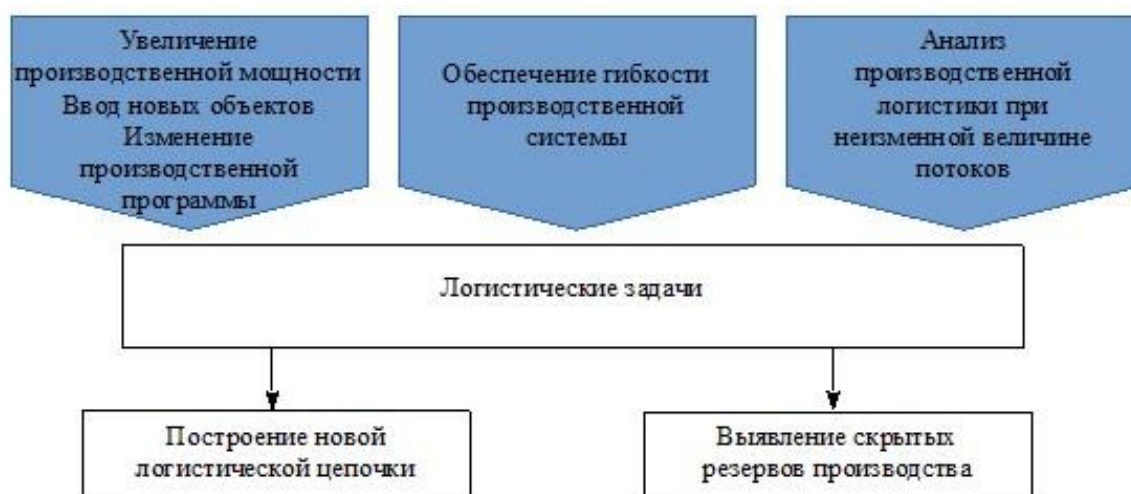 Увеличение
производственной мощности
Ввод новых объектов
Изменение
производственной
программы
Обеспечение гибкости
производственной
системы
Анализ
производственной
логистики при
неизменной величине
потоков
Логистические задачи
Построение новой
логистической цепочки
Выявление скрытых
резервов производства